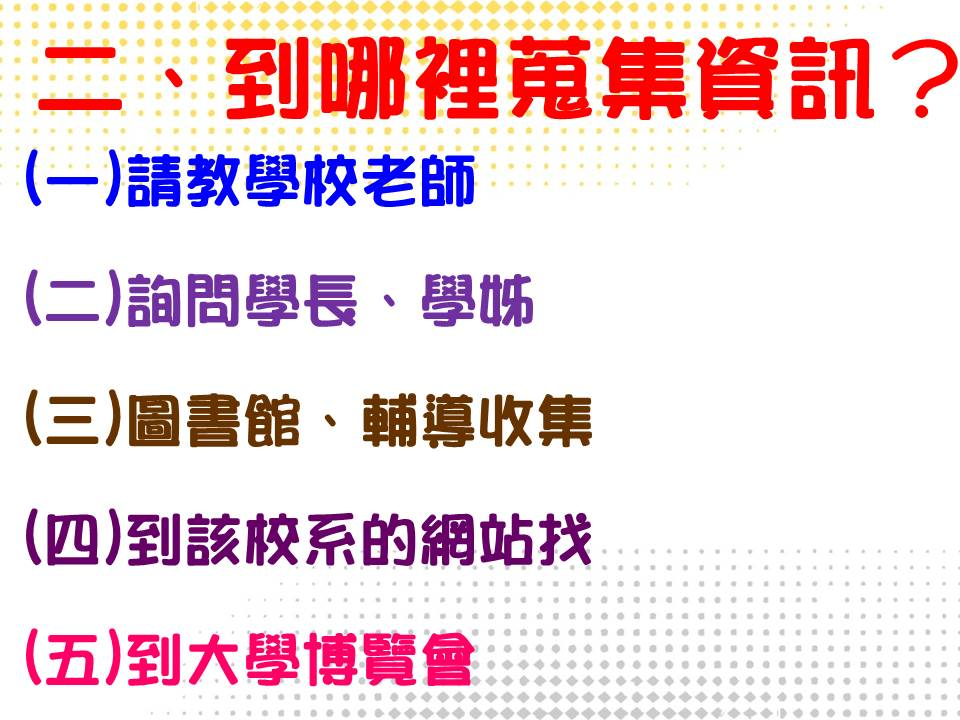 二、到哪裡蒐集資訊？
(一)請教學校老師
(二)詢問學長、學姊
(三)圖書館、輔導收集
(四)到該校系的網站找
(五)到大學博覽會